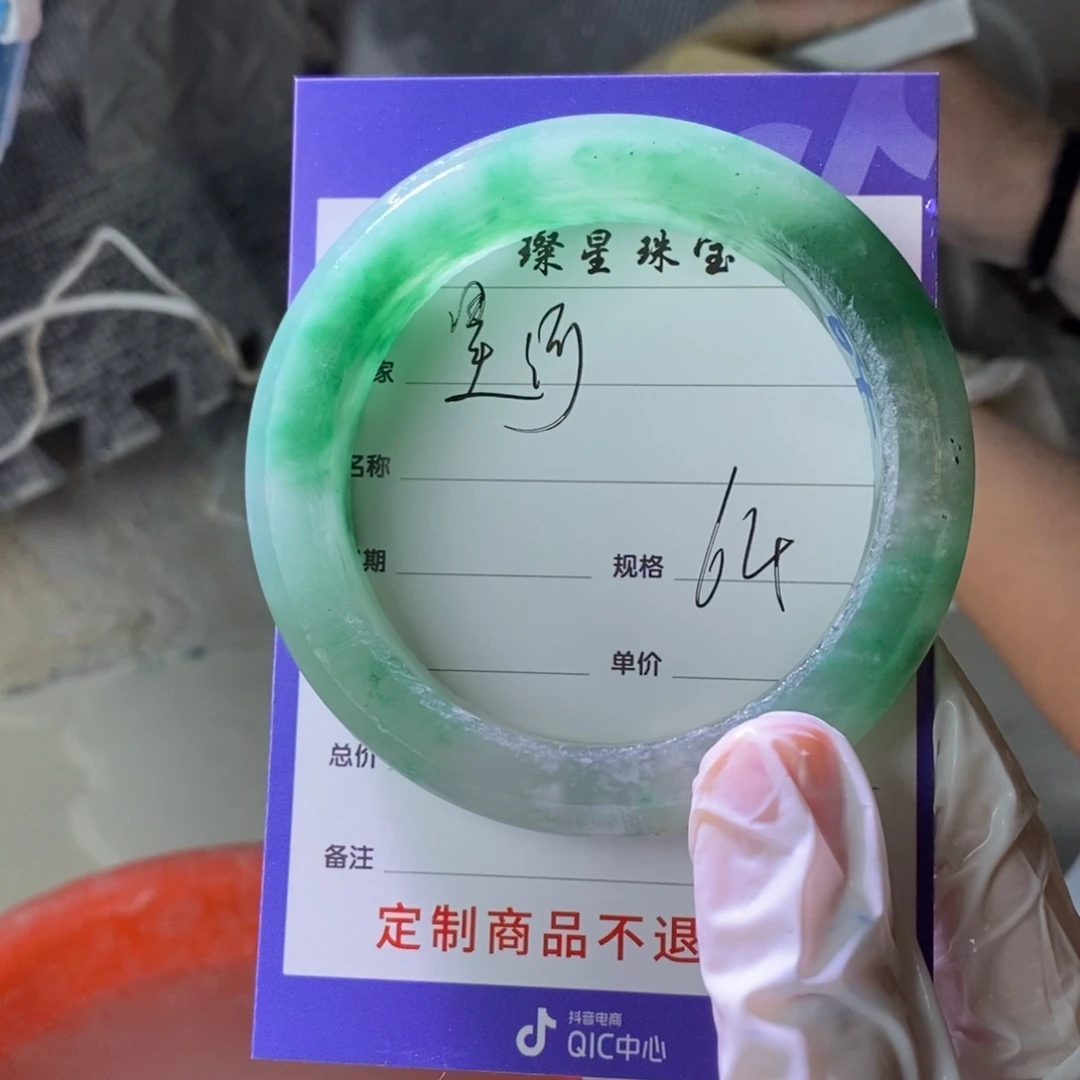 璨星珠宝
家 星河
名称
期
规格 64
单价
总价
备注
定制商品不退
抖音电商
QIC中心